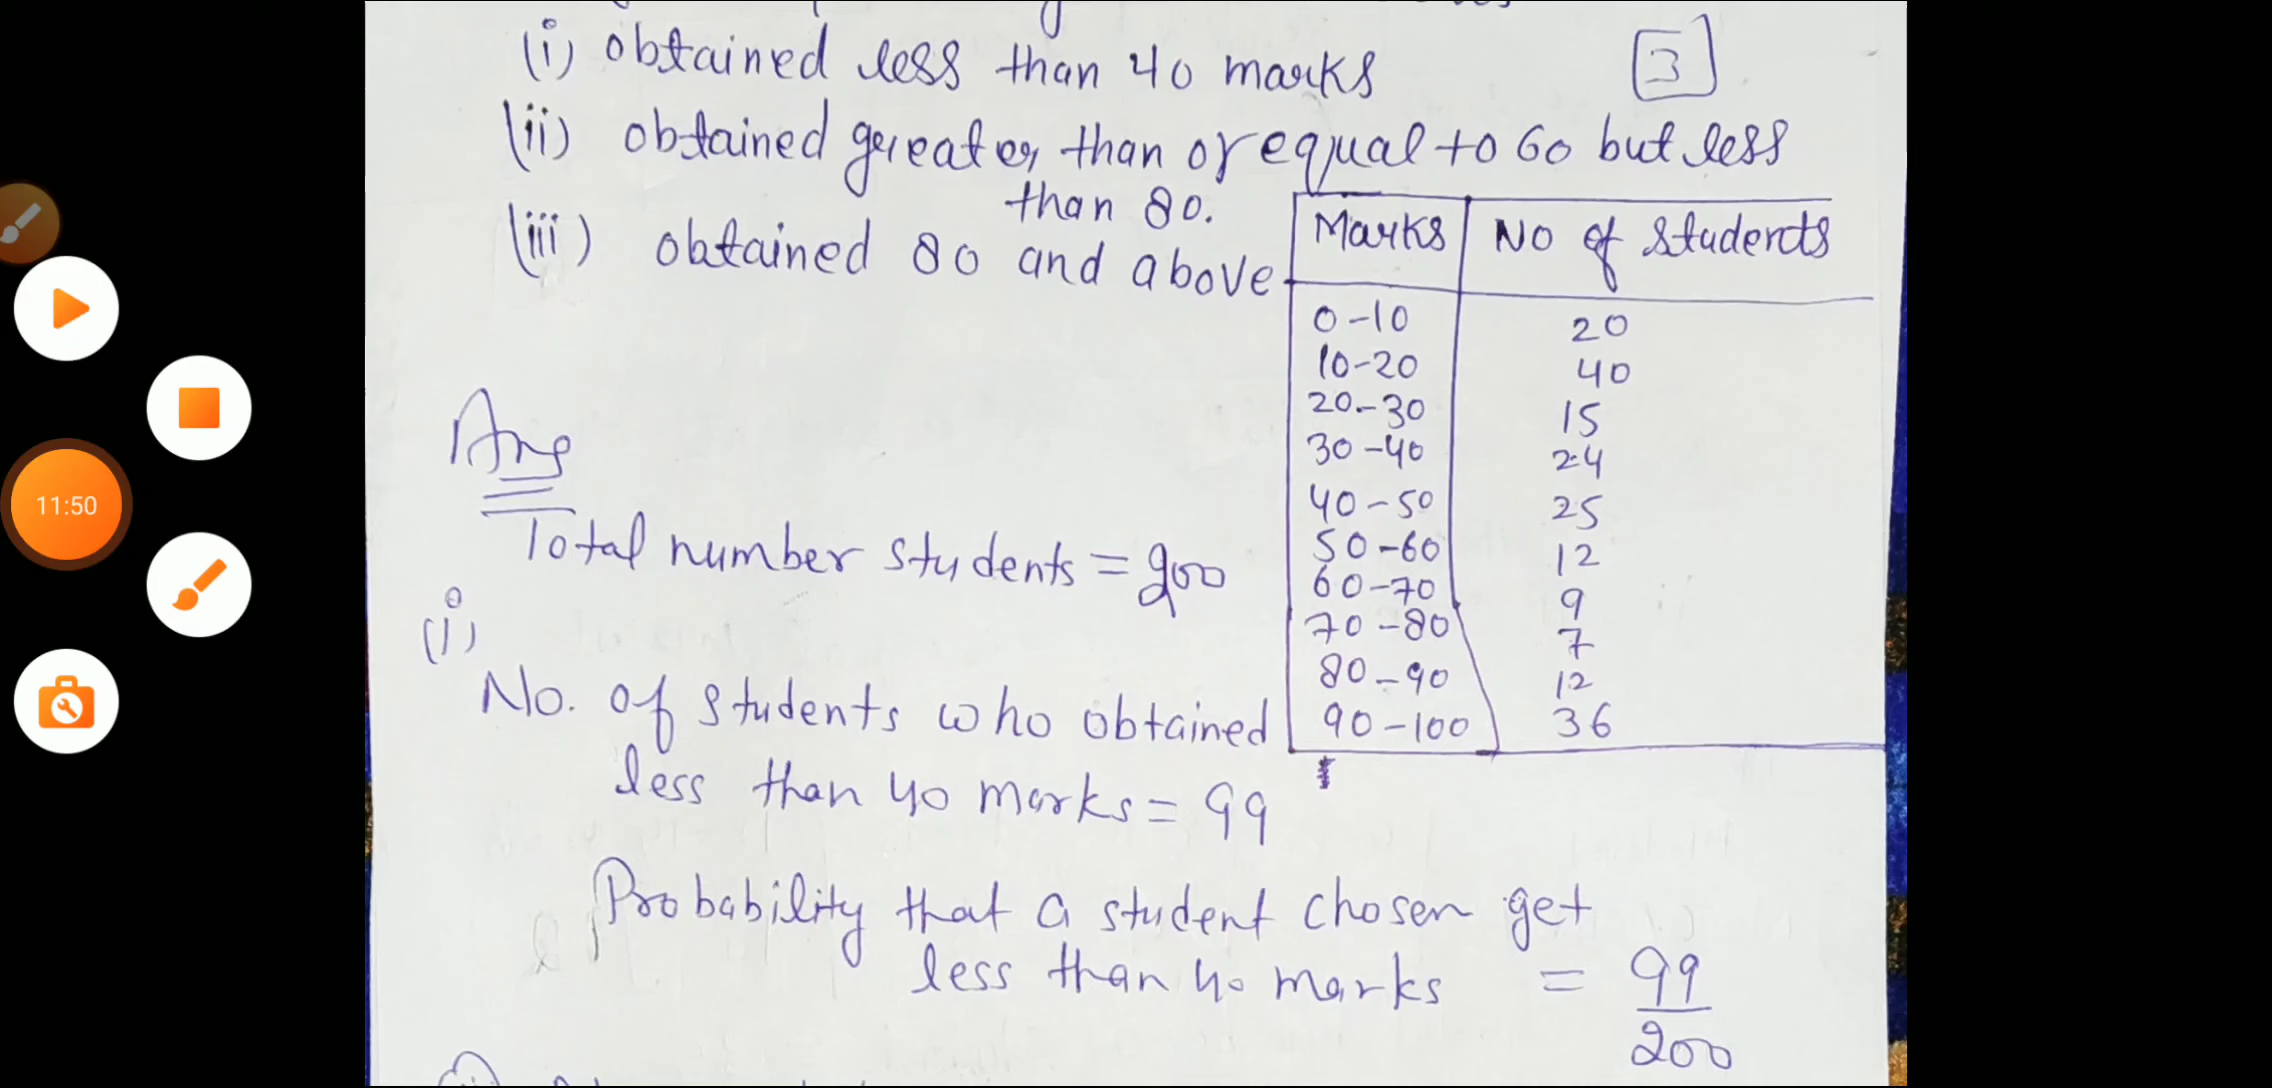 (i) obtained less than 40 marks [3]
(ii) obtained greater than or equal to 60 but less
than 80.
(iii) obtained 80 and above
Marks No of Students
0-10 20
10-20 40
20-30 15
30-40 24
40-50 25
50-60 12
60-70 9
70-80 7
80-90 12
90-100 36
Ans
Total number students = 200
(i)
No. of students who obtained
less than 40 marks = 99
Probability that a student chosen get
less than 40 marks = 99/200
11:50